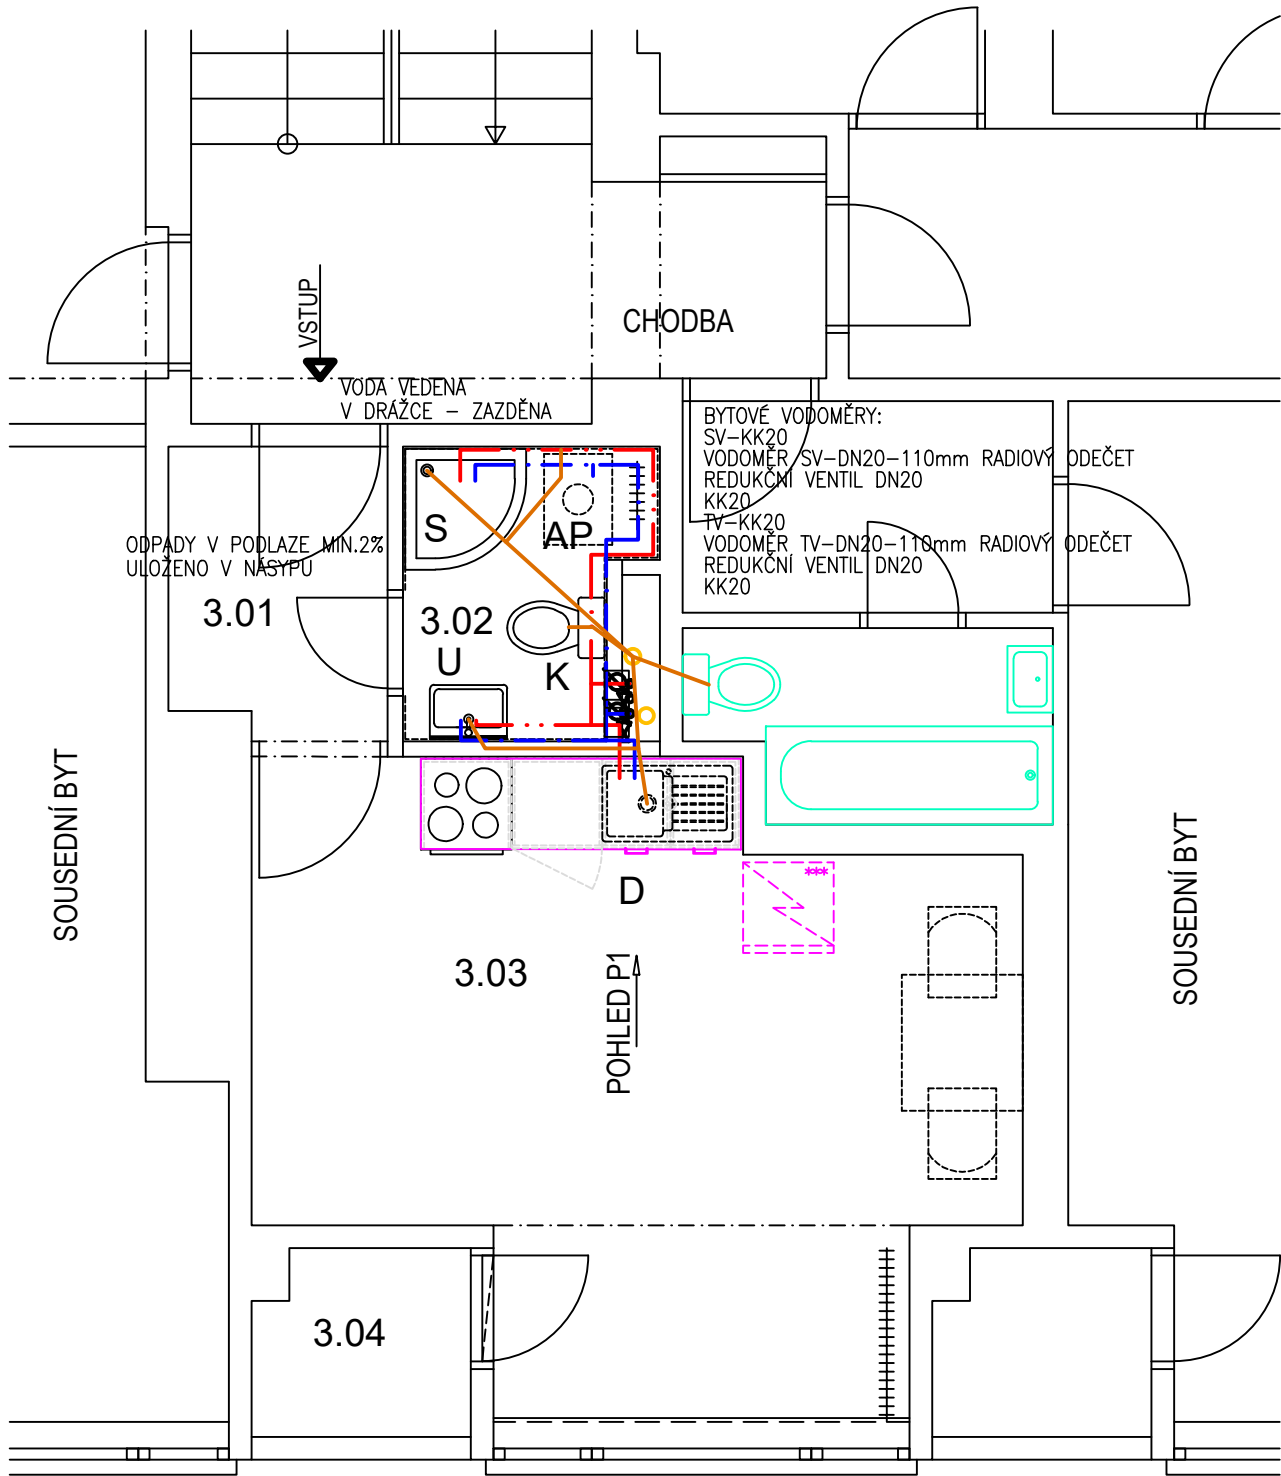 VSTUP
CHODBA
VODA VEDENA
V DRÁŽCE – ZAZDĚNA
BYTOVÉ VODOMĚRY:
SV–KK20
VODOMĚR SV–DN20–110mm RADIOVÝ ODEČET
REDUKČNÍ VENTIL DN20
KK20
TV–KK20
VODOMĚR TV–DN20–110mm RADIOVÝ ODEČET
REDUKČNÍ VENTIL DN20
KK20
S
AP
ODPADY V PODLAZE MIN.2%
ULOŽENO V NÁSYPU
3.01
3.02
U
K
SOUSEDNÍ BYT
***
D
3.03
POHLED P1
SOUSEDNÍ BYT
3.04